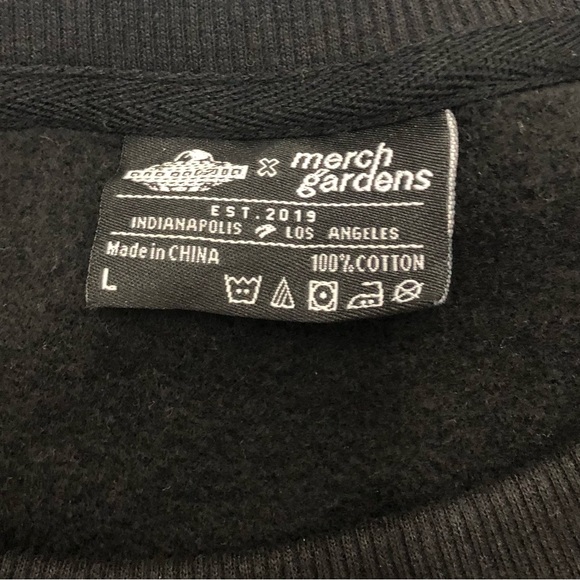 × merch
gardens
EST.2019
INDIANAPOLIS LOS ANGELES
Made in CHINA 100%COTTON
L